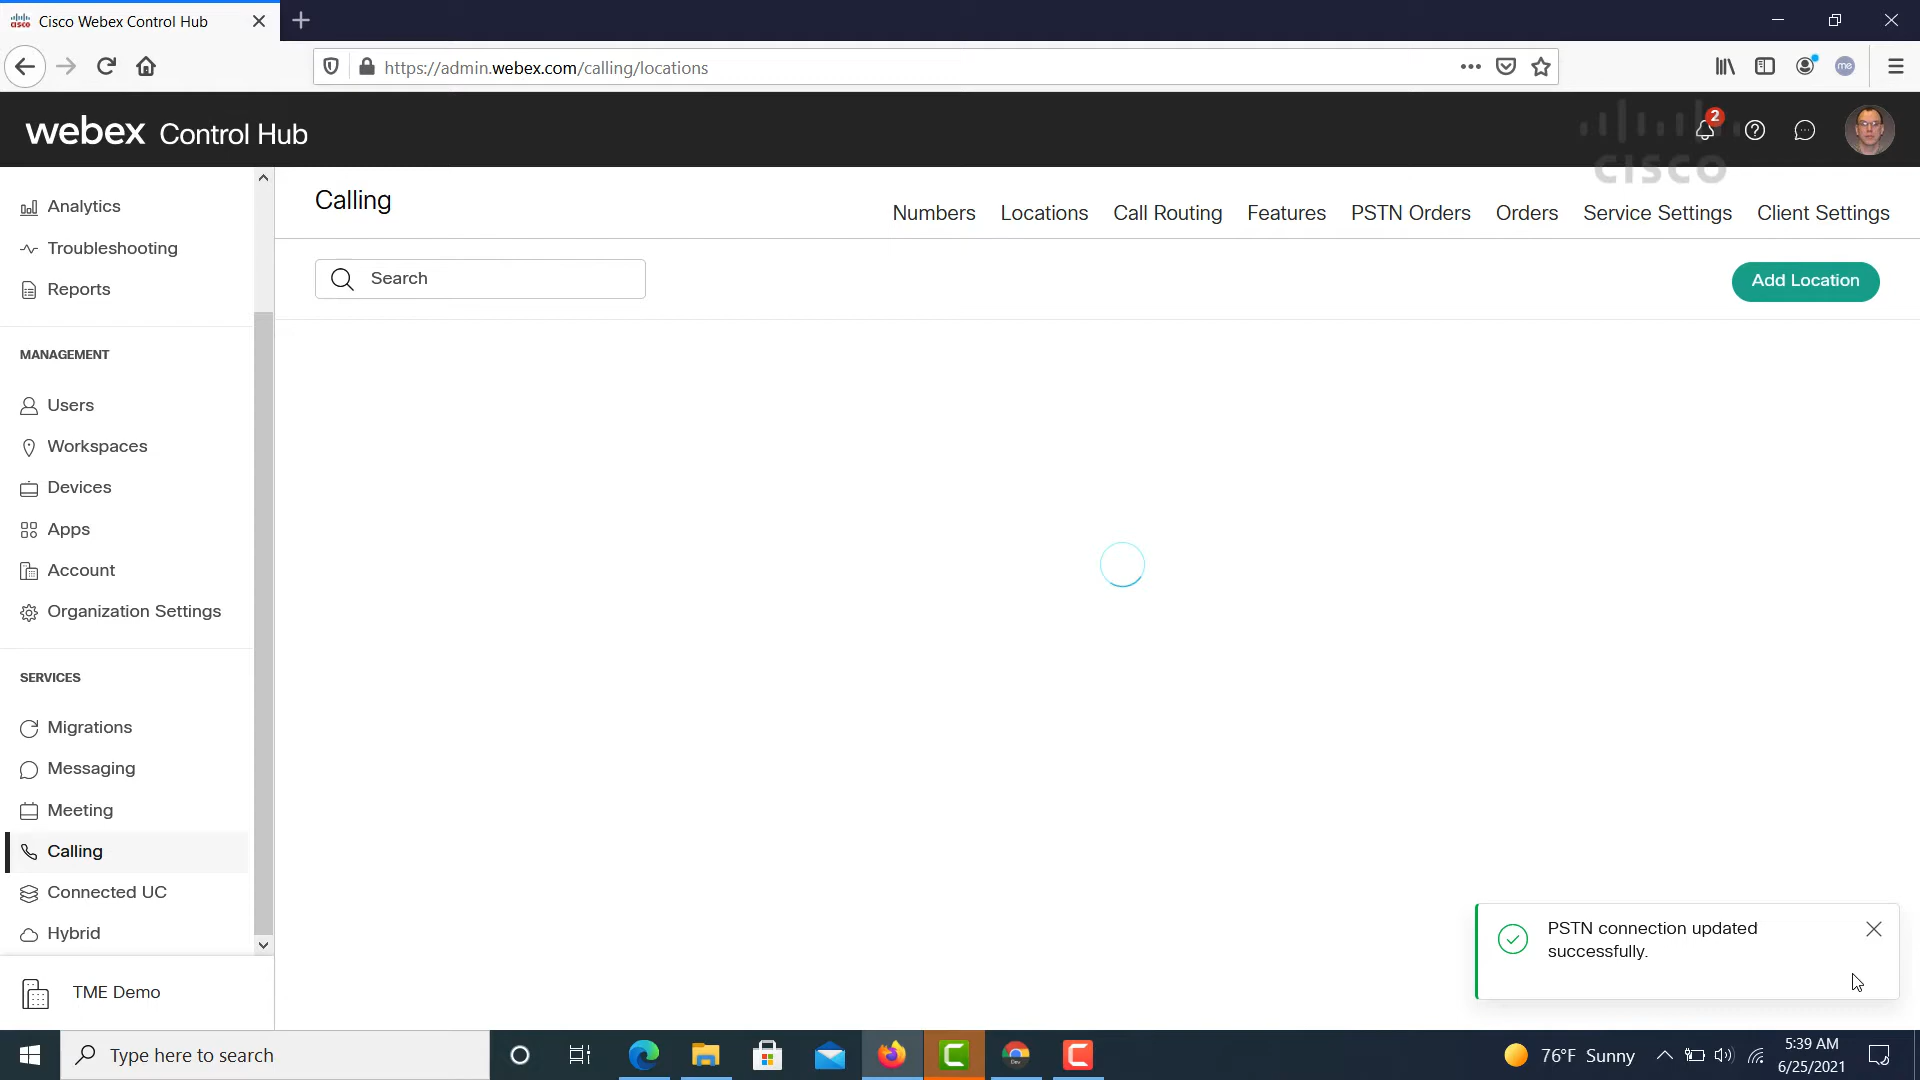 Cisco Webex Control Hub
https://admin.webex.com/calling/locations
me
webex Control Hub
2
CISCO
Analytics
Troubleshooting
Reports
MANAGEMENT
Users
Workspaces
Devices
Apps
Account
Organization Settings
SERVICES
Migrations
Messaging
Meeting
Calling
Connected UC
Hybrid
TME Demo
Calling
Numbers Locations Call Routing Features PSTN Orders Orders Service Settings Client Settings
Search
Add Location
PSTN connection updated
successfully.
Type here to search
Dev
76°F Sunny
5:39 AM
6/25/2021